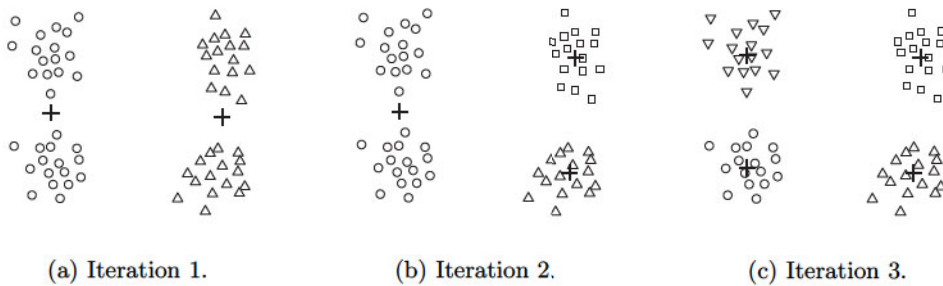 (a) Iteration 1.
(b) Iteration 2.
(c) Iteration 3.